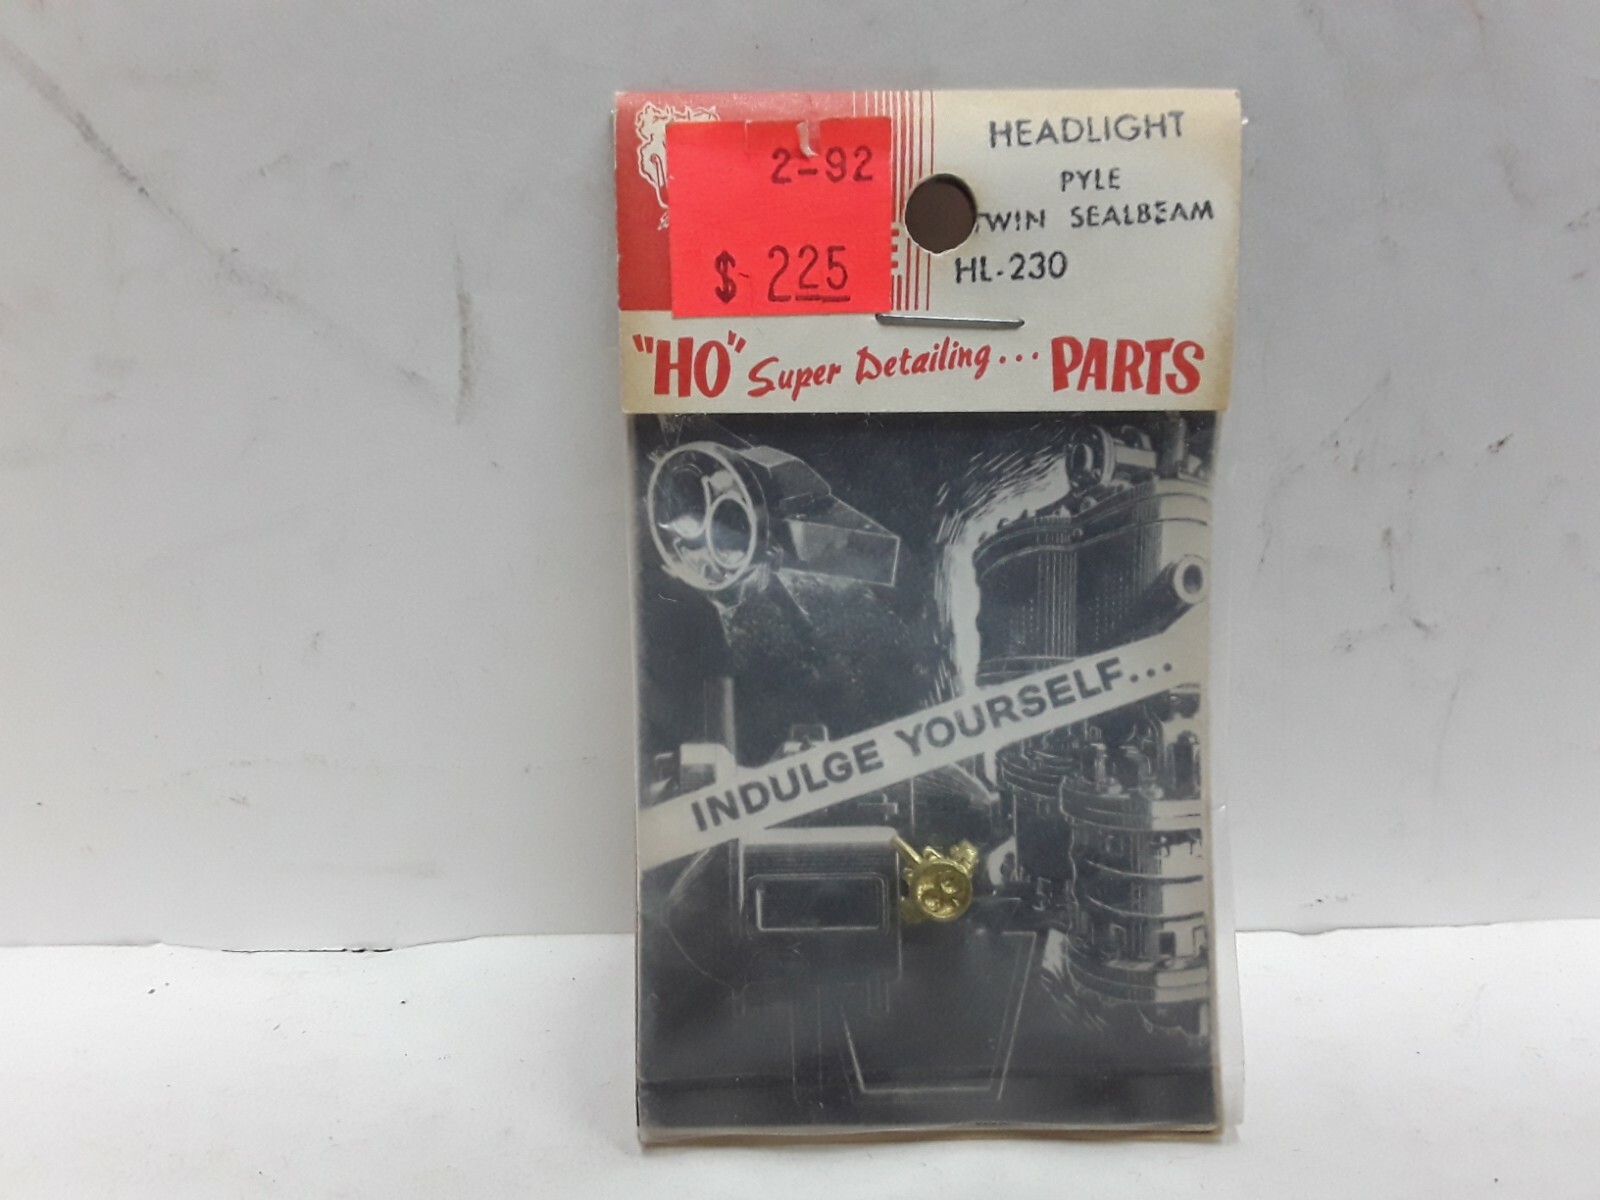 2-92
$ 225
HEADLIGHT
PYLE
TWIN SEALBEAM
HL-230
"HO" Super Detailing... PARTS
INDULGE YOURSELF...